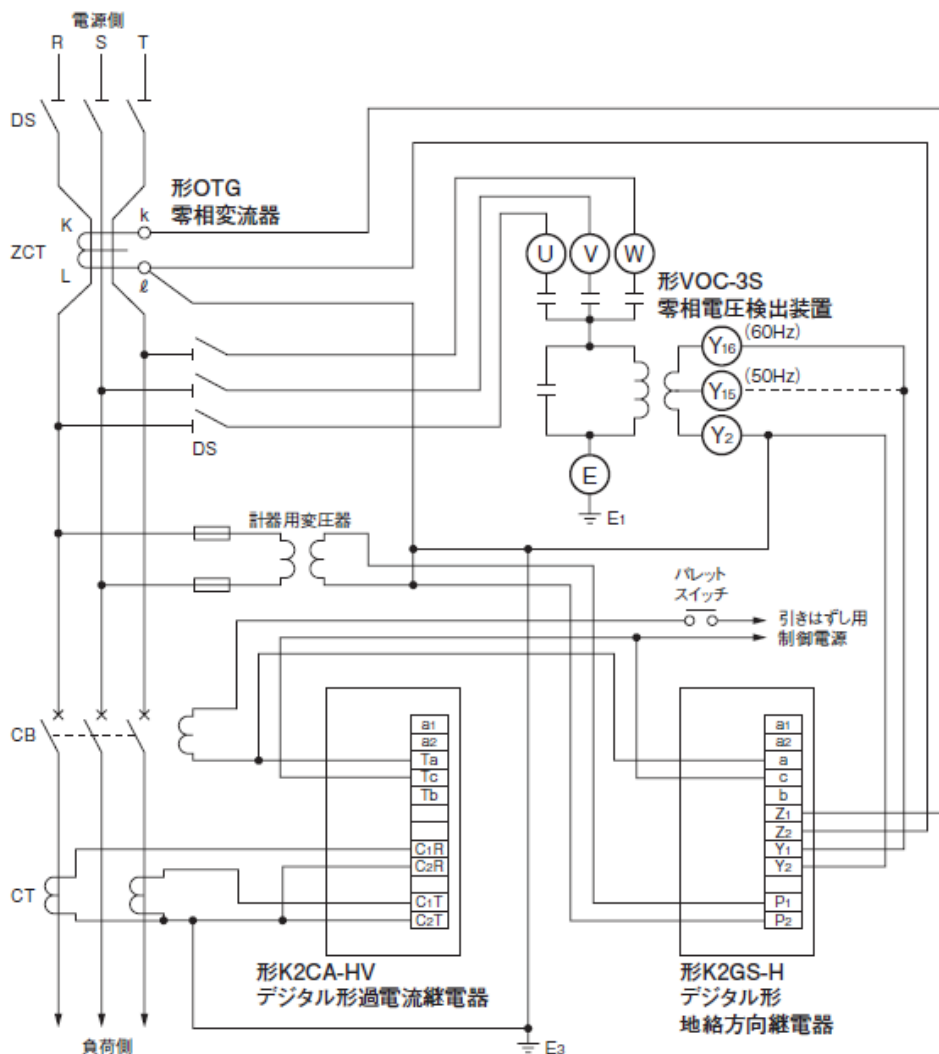 電源側
R S T
DS
形OTG
零相変流器
K
k
ZCT
L
ℓ
U V W
形VOC-3S
零相電圧検出装置
Y16 (60Hz)
Y15 (50Hz)
Y2
DS
E
E1
計器用変圧器
パレット
スイッチ
引きはずし用
制御電源
CB
a1
a2
Ta
Tc
Tb
C1R
C2R
C1T
C2T
a1
a2
a
c
b
Z1
Z2
Y1
Y2
P1
P2
CT
形K2CA-HV
デジタル形過電流継電器
形K2GS-H
デジタル形
地絡方向継電器
負荷側
E3